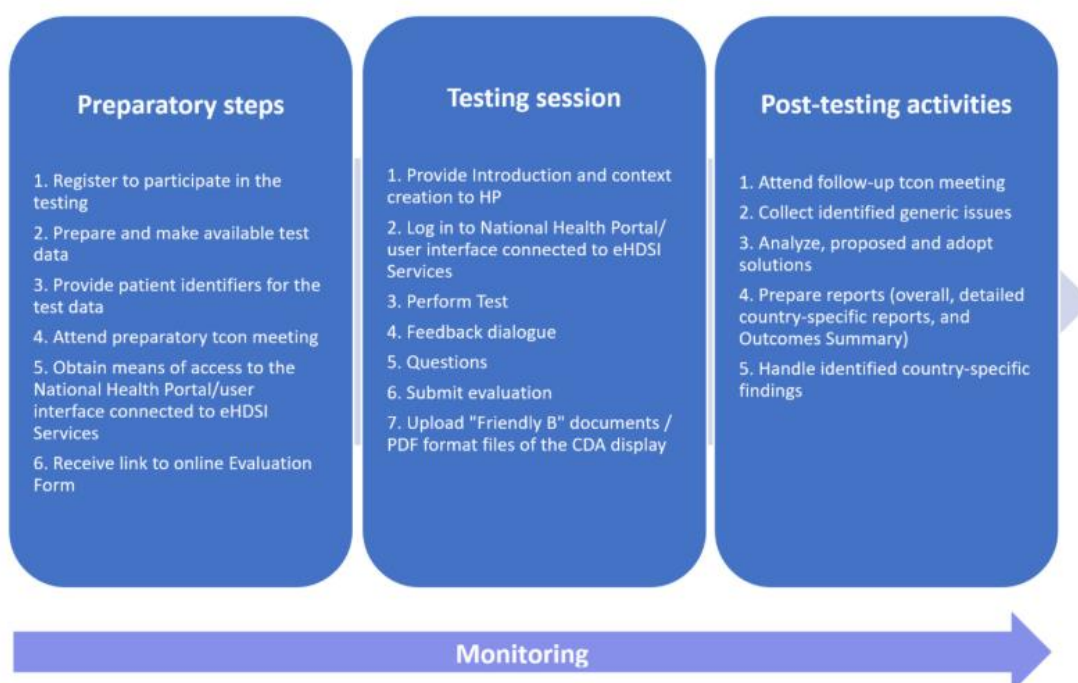 Preparatory steps
1. Register to participate in the
testing
2. Prepare and make available test
data
3. Provide patient identifiers for the
test data
4. Attend preparatory tcon meeting
5. Obtain means of access to the
National Health Portal/user
interface connected to eHDSI
Services
6. Receive link to online Evaluation
Form
Testing session
1. Provide Introduction and context
creation to HP
2. Log in to National Health Portal/
user interface connected to eHDSI
Services
3. Perform Test
4. Feedback dialogue
5. Questions
6. Submit evaluation
7. Upload "Friendly B" documents /
PDF format files of the CDA display
Post-testing activities
1. Attend follow-up tcon meeting
2. Collect identified generic issues
3. Analyze, proposed and adopt
solutions
4. Prepare reports (overall, detailed
country-specific reports, and
Outcomes Summary)
5. Handle identified country-specific
findings
Monitoring